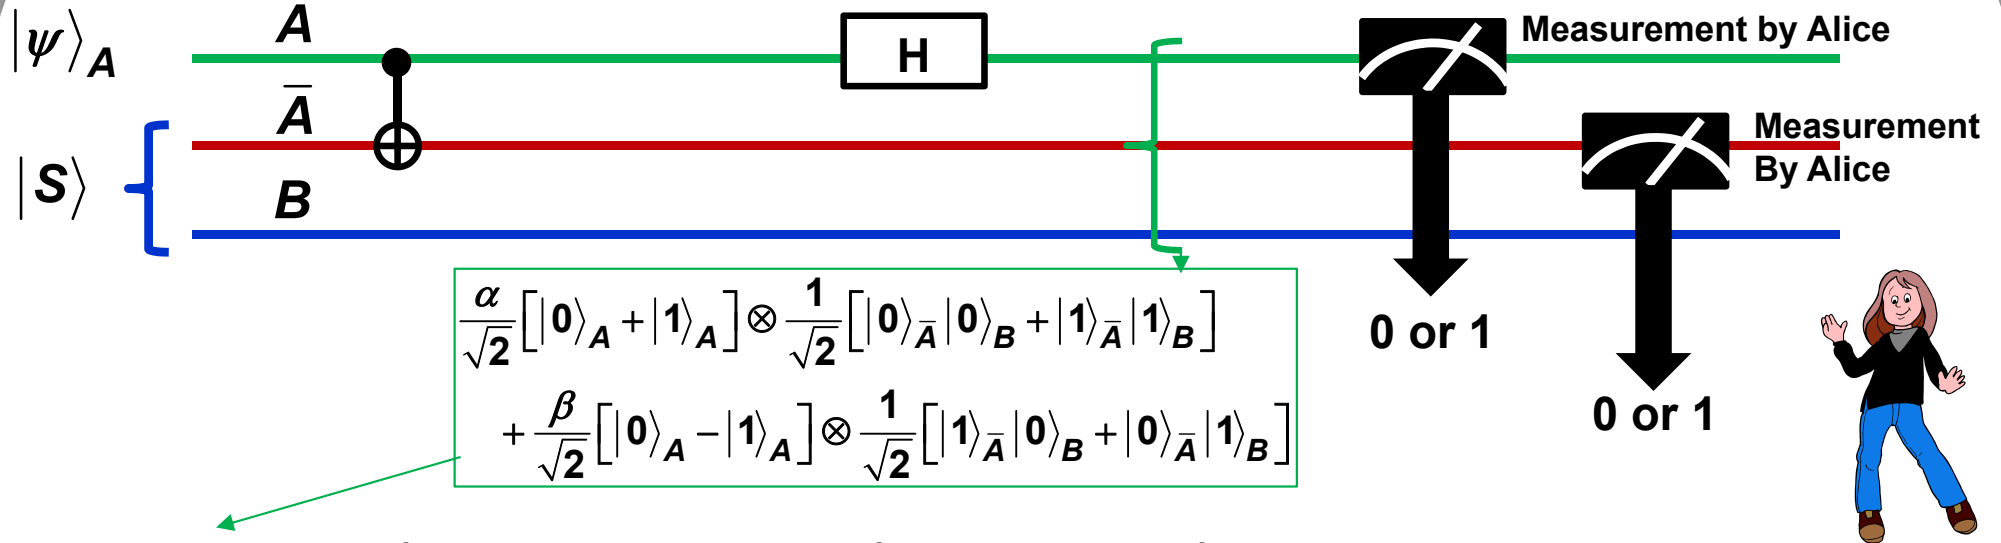 |ψ⟩_A
A
H
Measurement by Alice
Ā
Measurement
By Alice
|S⟩
B
α/√2 [|0⟩_A + |1⟩_A] ⊗ 1/√2 [|0⟩_Ā |0⟩_B + |1⟩_Ā |1⟩_B]
+ β/√2 [|0⟩_A − |1⟩_A] ⊗ 1/√2 [|1⟩_Ā |0⟩_B + |0⟩_Ā |1⟩_B]
0 or 1
0 or 1